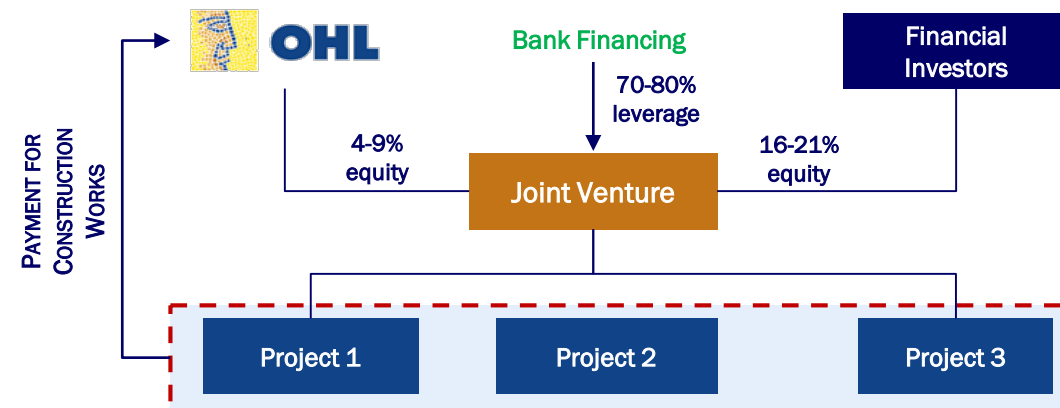 OHL
Bank Financing
Financial
Investors
70-80%
leverage
4-9%
equity
16-21%
equity
Joint Venture
PAYMENT FOR
CONSTRUCTION
WORKS
Project 1
Project 2
Project 3